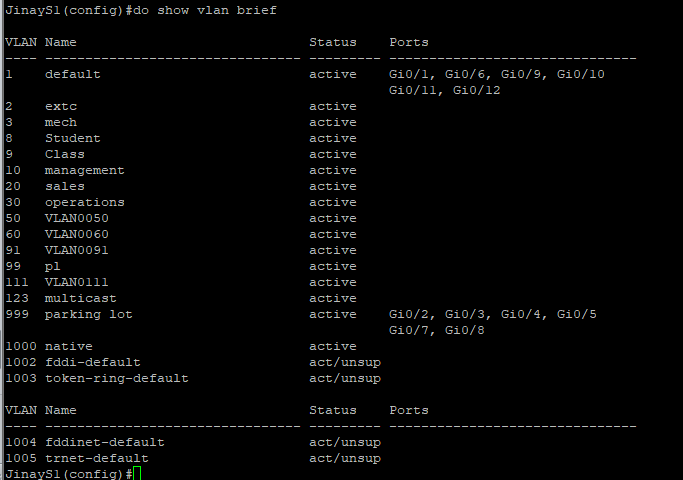 JinayS1(config)#do show vlan brief
VLAN Name                             Status    Ports
---- -------------------------------- --------- -------------------------------
1    default                          active    Gi0/1, Gi0/6, Gi0/9, Gi0/10
                                                Gi0/11, Gi0/12
2    extc                             active
3    mech                             active
8    Student                          active
9    Class                            active
10   management                       active
20   sales                            active
30   operations                       active
50   VLAN0050                         active
60   VLAN0060                         active
91   VLAN0091                         active
99   pl                               active
111  VLAN0111                         active
123  multicast                        active
999  parking lot                      active    Gi0/2, Gi0/3, Gi0/4, Gi0/5
                                                Gi0/7, Gi0/8
1000 native                           active
1002 fddi-default                     act/unsup
1003 token-ring-default               act/unsup
VLAN Name                             Status    Ports
---- -------------------------------- --------- -------------------------------
1004 fddinet-default                  act/unsup
1005 trnet-default                    act/unsup
JinayS1(config)#